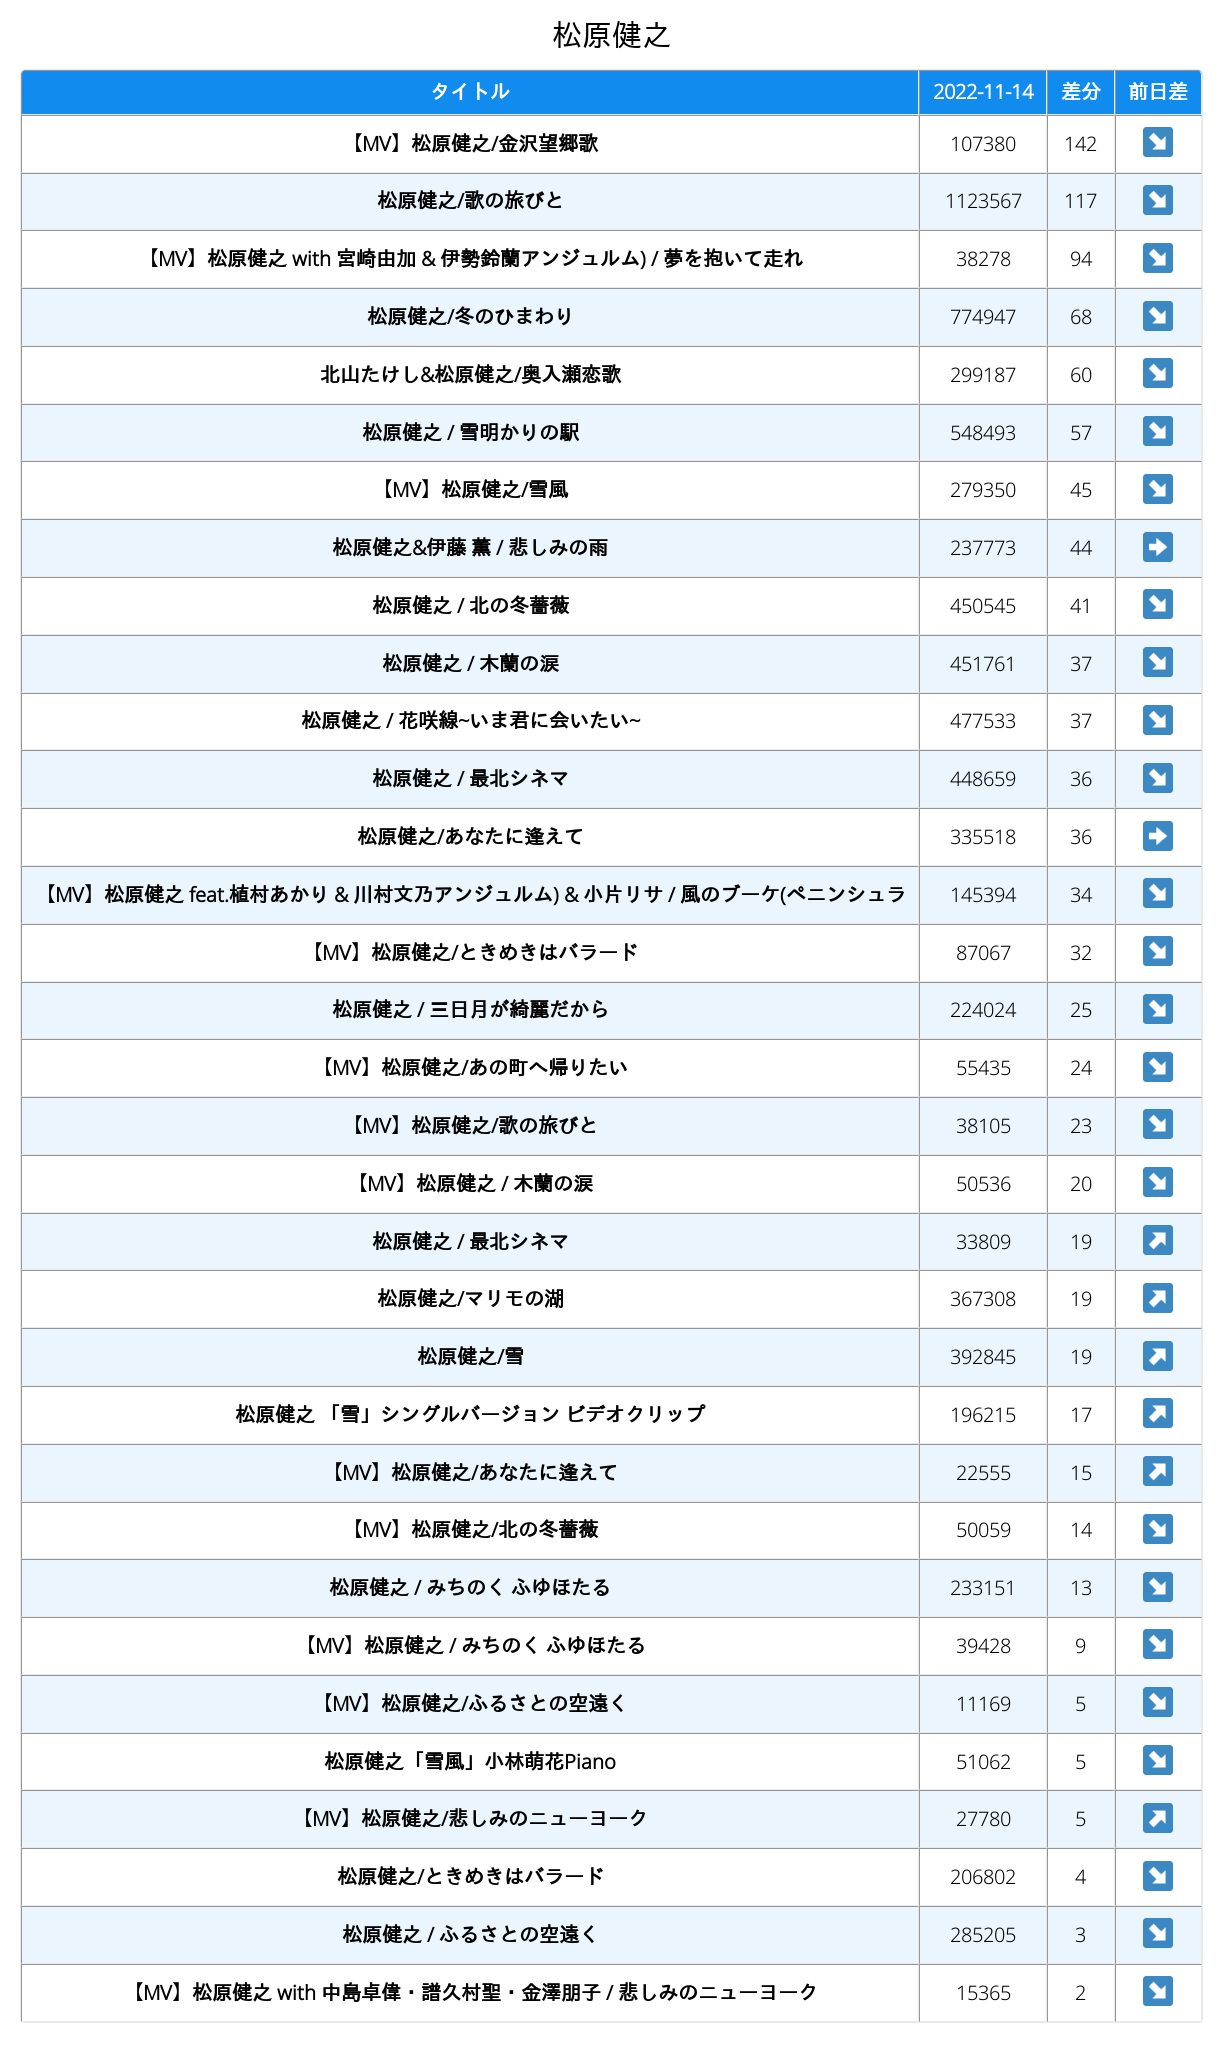 松原健之
タイトル 2022-11-14 差分 前日差
【MV】松原健之/金沢望郷歌 107380 142
松原健之/歌の旅びと 1123567 117
【MV】松原健之 with 宮崎由加 & 伊勢鈴蘭アンジュルム) / 夢を抱いて走れ 38278 94
松原健之/冬のひまわり 774947 68
北山たけし&松原健之/奥入瀬恋歌 299187 60
松原健之 / 雪明かりの駅 548493 57
【MV】松原健之/雪風 279350 45
松原健之&伊藤 薫 / 悲しみの雨 237773 44
松原健之 / 北の冬薔薇 450545 41
松原健之 / 木蘭の涙 451761 37
松原健之 / 花咲線~いま君に会いたい~ 477533 37
松原健之 / 最北シネマ 448659 36
松原健之/あなたに逢えて 335518 36
【MV】松原健之 feat.植村あかり & 川村文乃アンジュルム) & 小片リサ / 風のブーケ(ペニンシュラ 145394 34
【MV】松原健之/ときめきはバラード 87067 32
松原健之 / 三日月が綺麗だから 224024 25
【MV】松原健之/あの町へ帰りたい 55435 24
【MV】松原健之/歌の旅びと 38105 23
【MV】松原健之 / 木蘭の涙 50536 20
松原健之 / 最北シネマ 33809 19
松原健之/マリモの湖 367308 19
松原健之/雪 392845 19
松原健之 「雪」シングルバージョン ビデオクリップ 196215 17
【MV】松原健之/あなたに逢えて 22555 15
【MV】松原健之/北の冬薔薇 50059 14
松原健之 / みちのく ふゆほたる 233151 13
【MV】松原健之 / みちのく ふゆほたる 39428 9
【MV】松原健之/ふるさとの空遠く 11169 5
松原健之「雪風」小林萌花Piano 51062 5
【MV】松原健之/悲しみのニューヨーク 27780 5
松原健之/ときめきはバラード 206802 4
松原健之 / ふるさとの空遠く 285205 3
【MV】松原健之 with 中島卓偉・譜久村聖・金澤朋子 / 悲しみのニューヨーク 15365 2